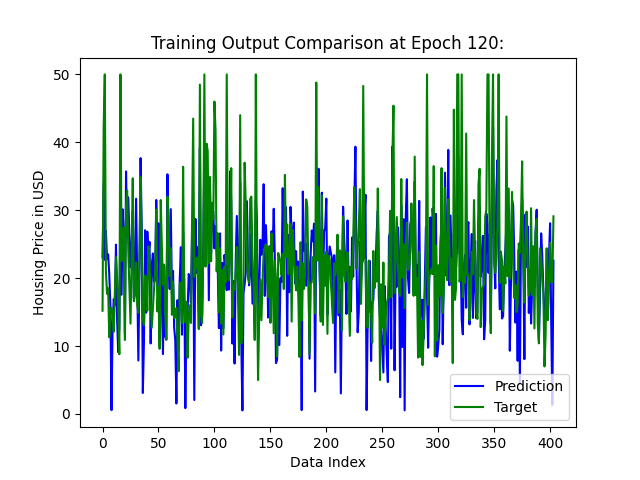 Training Output Comparison at Epoch 120:
50
40
30
20
10
0
Housing Price in USD
0 50 100 150 200 250 300 350 400
Data Index
Prediction
Target